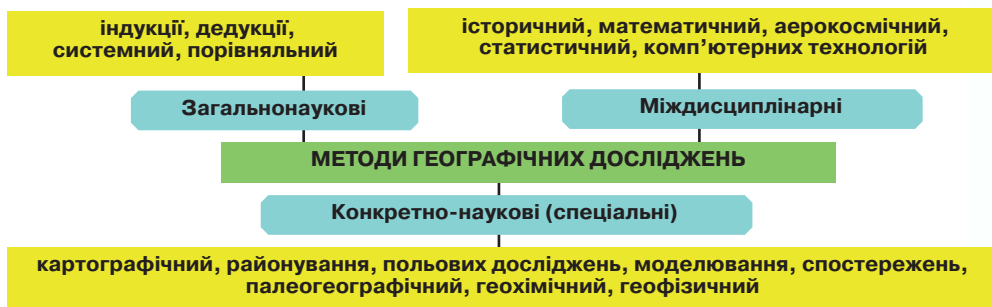 індукції, дедукції,
системний, порівняльний
історичний, математичний, аерокосмічний,
статистичний, комп’ютерних технологій
Загальнонаукові
Міждисциплінарні
МЕТОДИ ГЕОГРАФІЧНИХ ДОСЛІДЖЕНЬ
Конкретно-наукові (спеціальні)
картографічний, районування, польових досліджень, моделювання, спостережень,
палеогеографічний, геохімічний, геофізичний